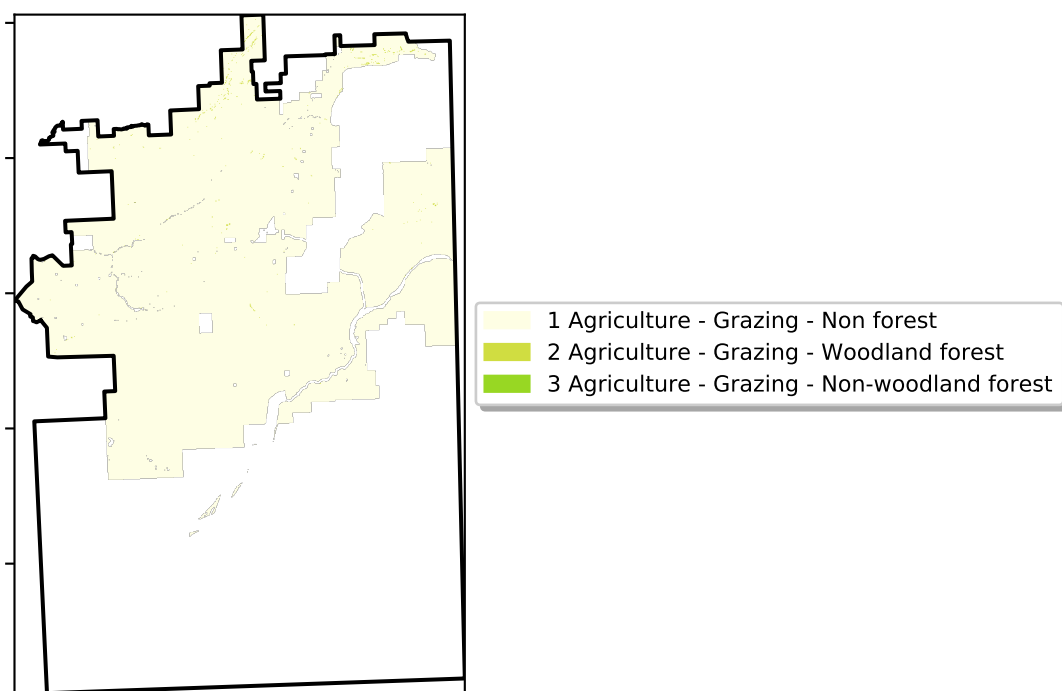 1 Agriculture - Grazing - Non forest
2 Agriculture - Grazing - Woodland forest
3 Agriculture - Grazing - Non-woodland forest